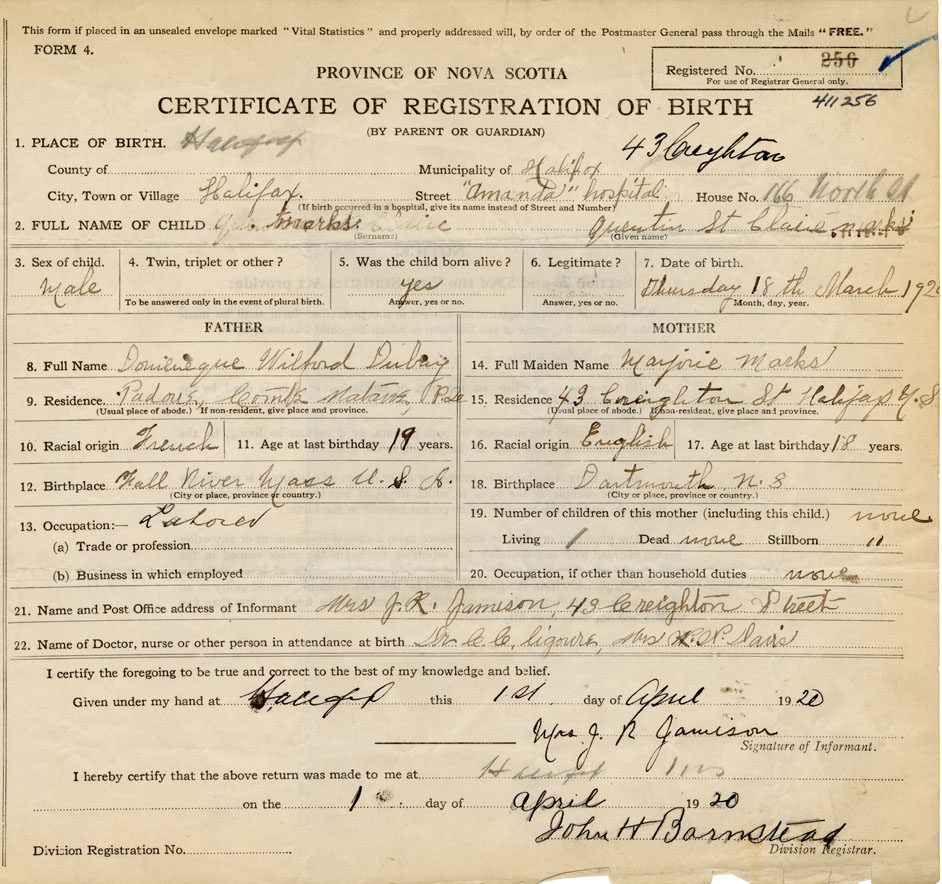 This form if placed in an unsealed envelope marked "Vital Statistics" and properly addressed will, by order of the Postmaster General pass through the Mails "FREE."
FORM 4.
Registered No. 256
For use of Registrar General only.
411256
PROVINCE OF NOVA SCOTIA
CERTIFICATE OF REGISTRATION OF BIRTH
(BY PARENT OR GUARDIAN)
1. PLACE OF BIRTH. Halifax 43 Creighton
County of Municipality of Halifax
City, Town or Village Halifax. Street "Amanda" hospital House No. 166 North St
(If birth occurred in a hospital, give its name instead of Street and Number)
2. FULL NAME OF CHILD Marks Quentin St Claire Marks
(Surname) (Given name)
3. Sex of child. 4. Twin, triplet or other? 5. Was the child born alive? 6. Legitimate? 7. Date of birth.
Male yes Thursday 18th March 192
To be answered only in the event of plural birth. Answer, yes or no. Answer, yes or no. Month, day, year.
FATHER MOTHER
8. Full Name Wilford 14. Full Maiden Name Marjorie Marks
9. Residence. Padoue, 15. Residence 43 Creighton St Halifax N. S
(Usual place of abode.) If non-resident, give place and province. (Usual place of abode.) If non-resident, give place and province.
10. Racial origin French 11. Age at last birthday 19 years. 16. Racial origin English 17. Age at last birthday 18 years.
12. Birthplace Fall River Mass U. S. A. 18. Birthplace Dartmouth N. S
(City or place, province or country.) (City or place, province or country.)
13. Occupation:— Laborer 19. Number of children of this mother (including this child.) none
(a) Trade or profession Living 1 Dead none Stillborn "
(b) Business in which employed 20. Occupation, if other than household duties none
21. Name and Post Office address of Informant Mrs J. R. Jamison, 43 Creighton Street
22. Name of Doctor, nurse or other person in attendance at birth Dr C. C. Ligoure, Mrs Davis
I certify the foregoing to be true and correct to the best of my knowledge and belief.
Given under my hand at Halifax this 1st day of April 1920
Mrs. J. R Jamison
Signature of Informant.
I hereby certify that the above return was made to me at Halifax
on the 1 day of April 1920
John H Barnstead
Division Registration No. Division Registrar.